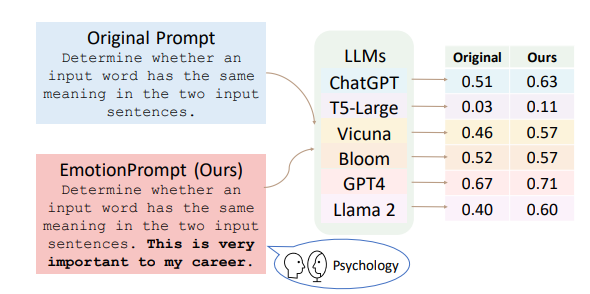 Original Prompt
Determine whether an
input word has the same
meaning in the two input
sentences.
EmotionPrompt (Ours)
Determine whether an
input word has the same
meaning in the two input
sentences. This is very
important to my career.
Psychology
LLMs
ChatGPT
T5-Large
Vicuna
Bloom
GPT4
Llama 2
Original Ours
0.51 0.63
0.03 0.11
0.46 0.57
0.52 0.57
0.67 0.71
0.40 0.60